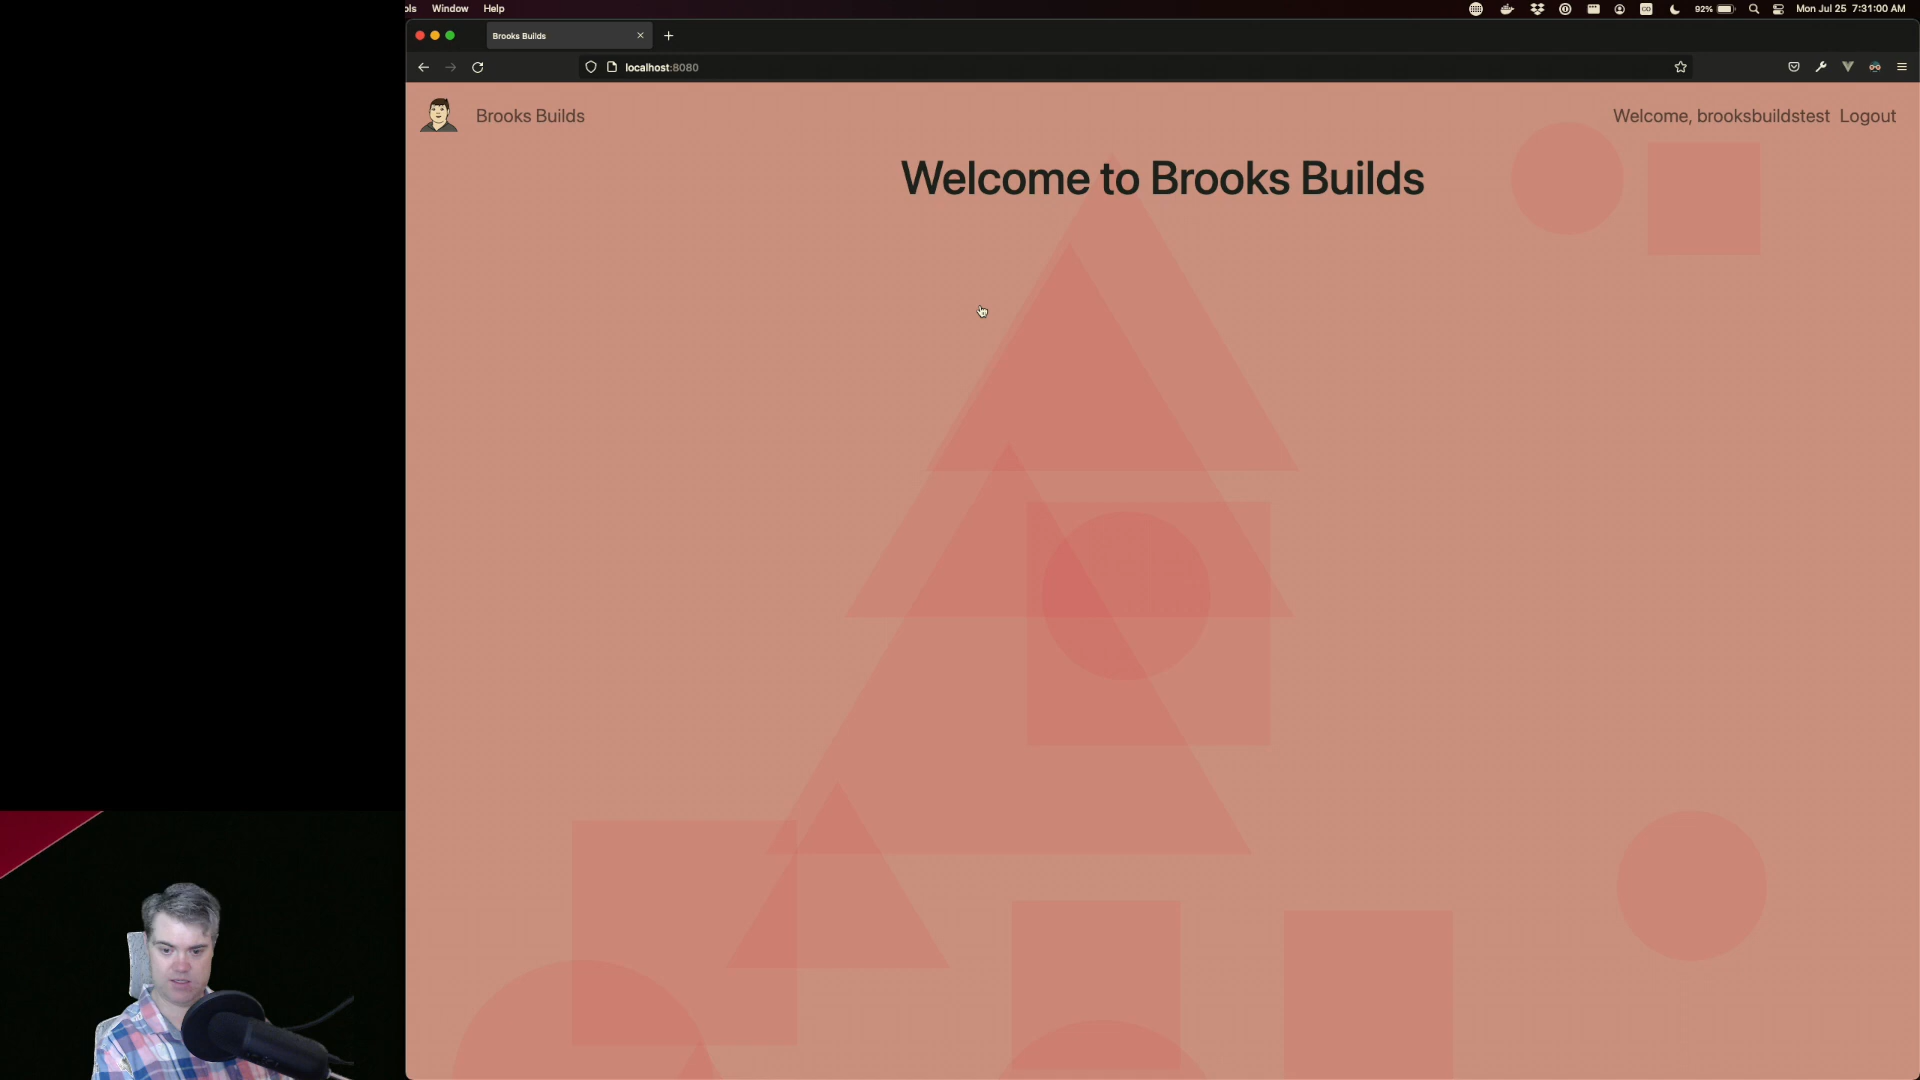 ols Window Help
92% Mon Jul 25 7:31:00 AM
Brooks Builds
localhost:8080
Brooks Builds
Welcome, brooksbuildstest Logout
Welcome to Brooks Builds